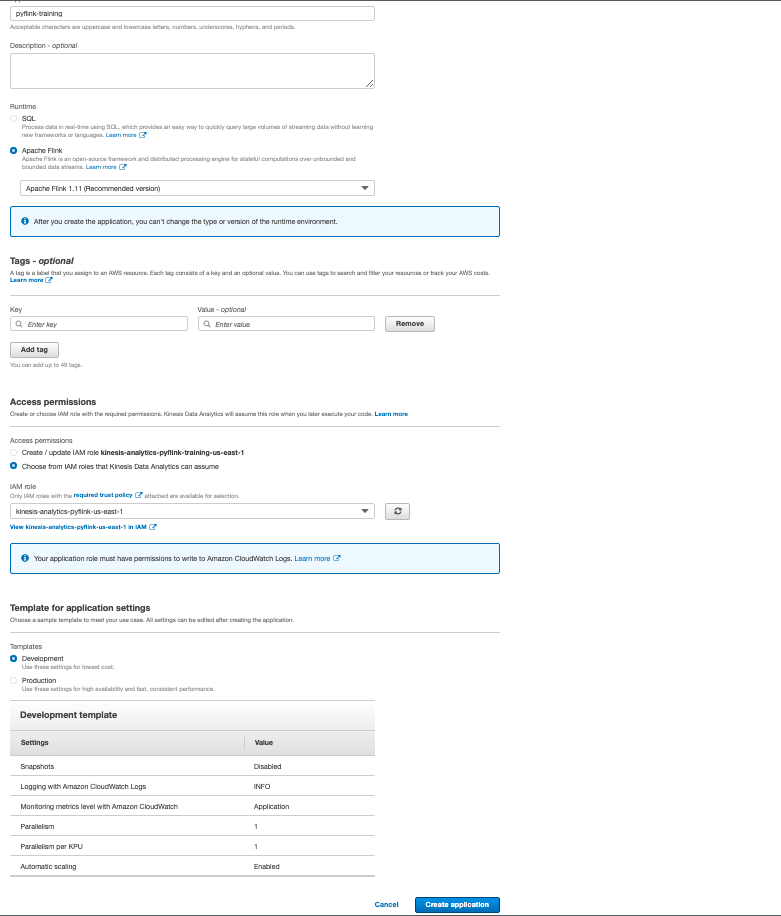 pyflink-training
Acceptable characters are uppercase and lowercase letters, numbers, underscores, hyphens, and periods.
Description - optional
Runtime
SQL
Process data in real-time using SQL, which provides an easy way to quickly query large volumes of streaming data without learning
new frameworks or languages. Learn more
Apache Flink
Apache Flink is an open-source framework and distributed processing engine for stateful computations over unbounded and
bounded data streams. Learn more
Apache Flink 1.11 (Recommended version)
After you create the application, you can't change the type or version of the runtime environment.
Tags - optional
A tag is a label that you assign to an AWS resource. Each tag consists of a key and an optional value. You can use tags to search and filter your resources or track your AWS costs.
Learn more
Key Value - optional
Enter key Enter value Remove
Add tag
You can add up to 49 tags.
Access permissions
Create or choose IAM role with the required permissions. Kinesis Data Analytics will assume this role when you later execute your code. Learn more
Access permissions
Create / update IAM role kinesis-analytics-pyflink-training-us-east-1
Choose from IAM roles that Kinesis Data Analytics can assume
IAM role
Only IAM roles with the required trust policy attached are available for selection.
kinesis-analytics-pyflink-us-east-1
View kinesis-analytics-pyflink-us-east-1 in IAM
Your application role must have permissions to write to Amazon CloudWatch Logs. Learn more
Template for application settings
Choose a sample template to meet your use case. All settings can be edited after creating the application.
Templates
Development
Use these settings for lowest cost.
Production
Use these settings for high availability and fast, consistent performance.
Development template
Settings Value
Snapshots Disabled
Logging with Amazon CloudWatch Logs INFO
Monitoring metrics level with Amazon CloudWatch Application
Parallelism 1
Parallelism per KPU 1
Automatic scaling Enabled
Cancel Create application